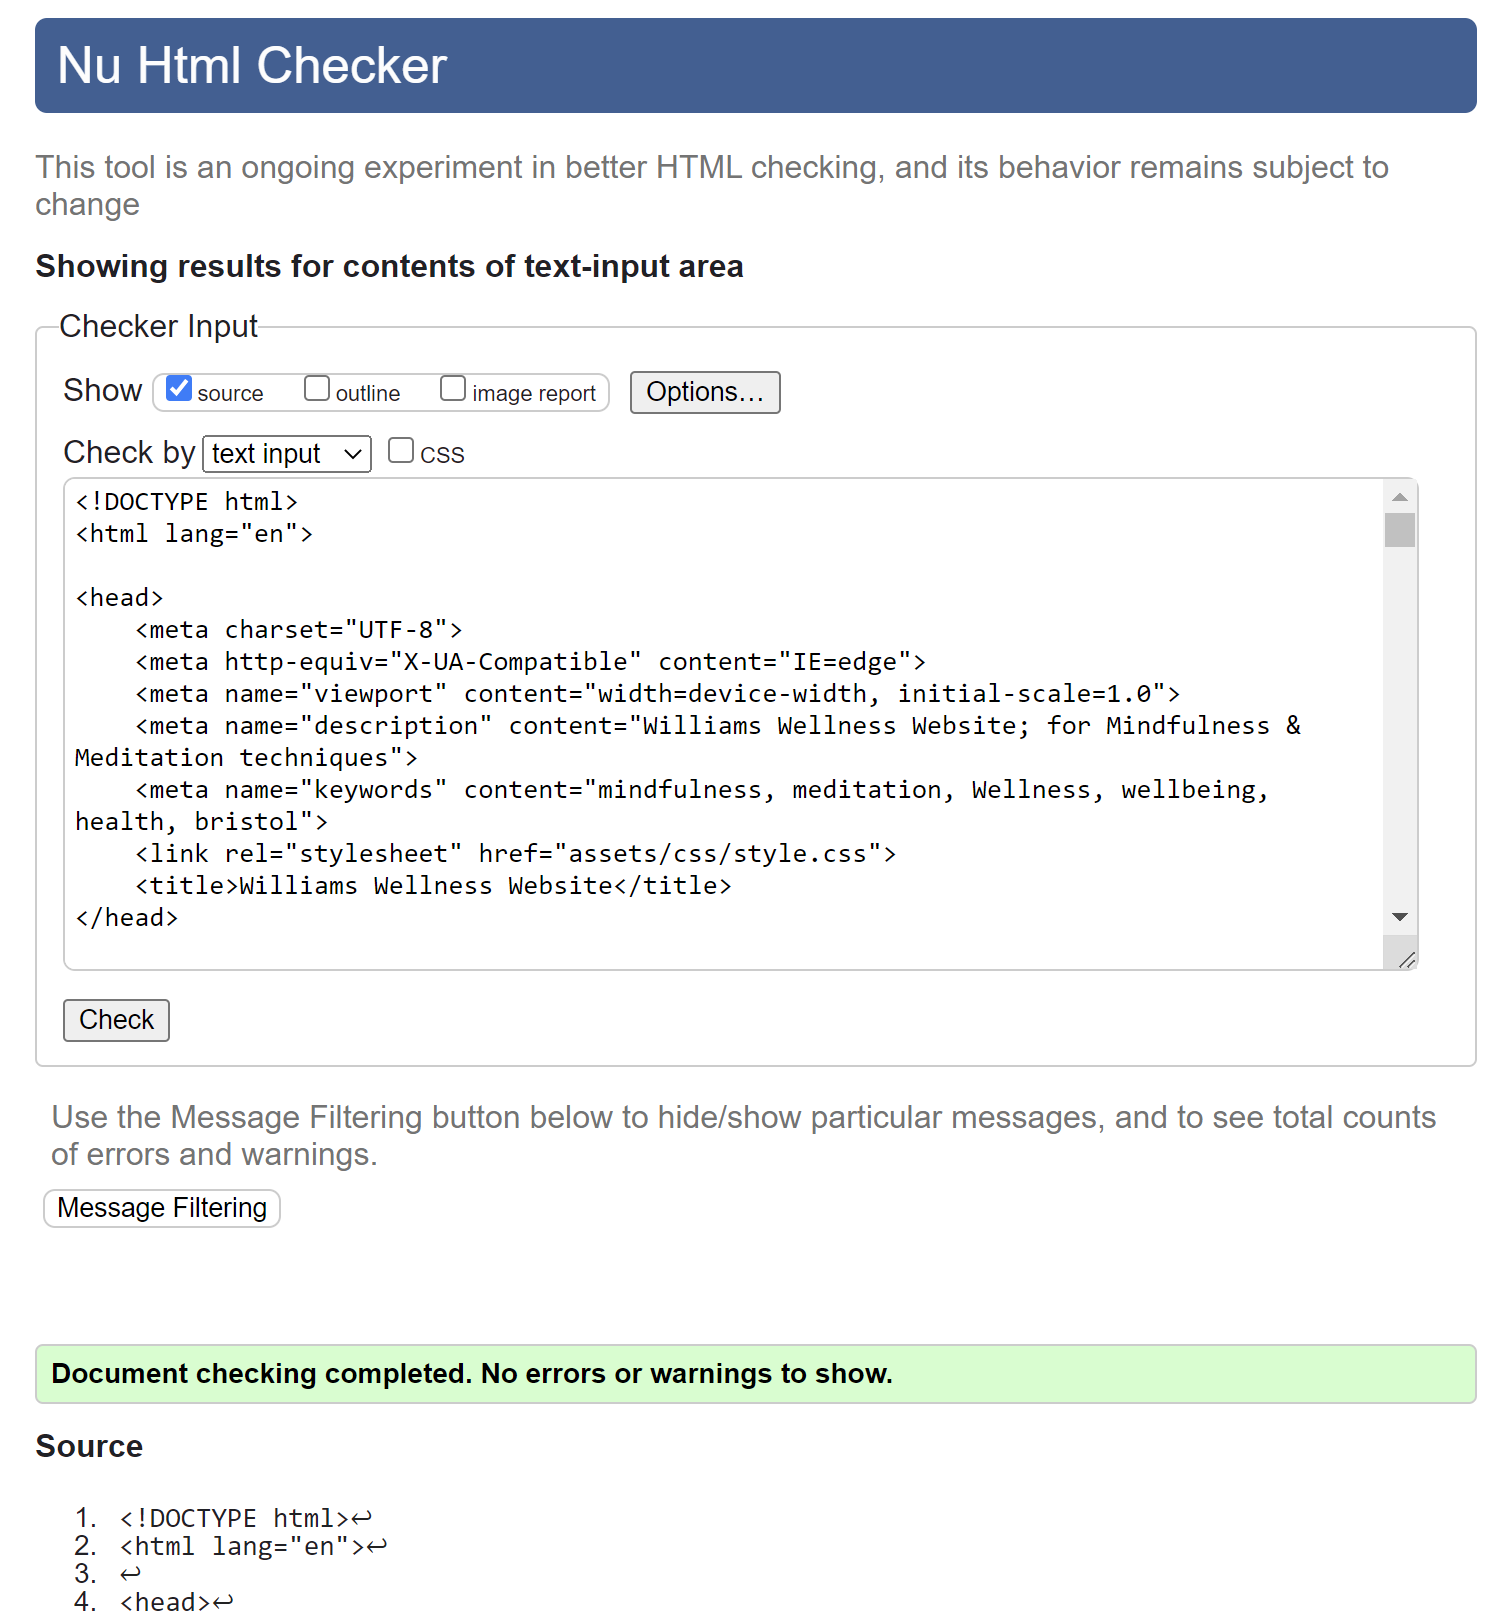 Nu Html Checker
This tool is an ongoing experiment in better HTML checking, and its behavior remains subject to
change
Showing results for contents of text-input area
Checker Input
Show source outline image report Options...
Check by text input CSS
<!DOCTYPE html>
<html lang="en">
<head>
    <meta charset="UTF-8">
    <meta http-equiv="X-UA-Compatible" content="IE=edge">
    <meta name="viewport" content="width=device-width, initial-scale=1.0">
    <meta name="description" content="Williams Wellness Website; for Mindfulness &
Meditation techniques">
    <meta name="keywords" content="mindfulness, meditation, Wellness, wellbeing,
health, bristol">
    <link rel="stylesheet" href="assets/css/style.css">
    <title>Williams Wellness Website</title>
</head>
Check
Use the Message Filtering button below to hide/show particular messages, and to see total counts
of errors and warnings.
Message Filtering
Document checking completed. No errors or warnings to show.
Source
1. <!DOCTYPE html>↩
2. <html lang="en">↩
3. ↩
4. <head>↩